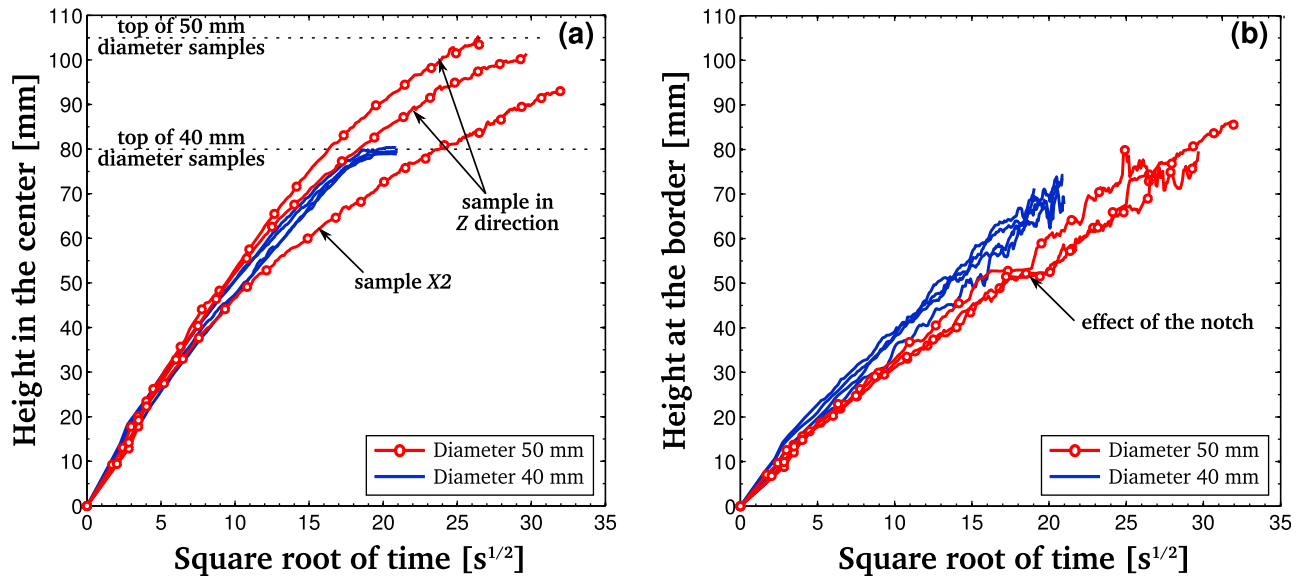 (a)
top of 50 mm
diameter samples
top of 40 mm
diameter samples
sample in
Z direction
sample X2
Diameter 50 mm
Diameter 40 mm
Height in the center [mm]
110
100
90
80
70
60
50
40
30
20
10
0
0 5 10 15 20 25 30 35
Square root of time [s^1/2]
(b)
effect of the notch
Diameter 50 mm
Diameter 40 mm
Height at the border [mm]
110
100
90
80
70
60
50
40
30
20
10
0
0 5 10 15 20 25 30 35
Square root of time [s^1/2]